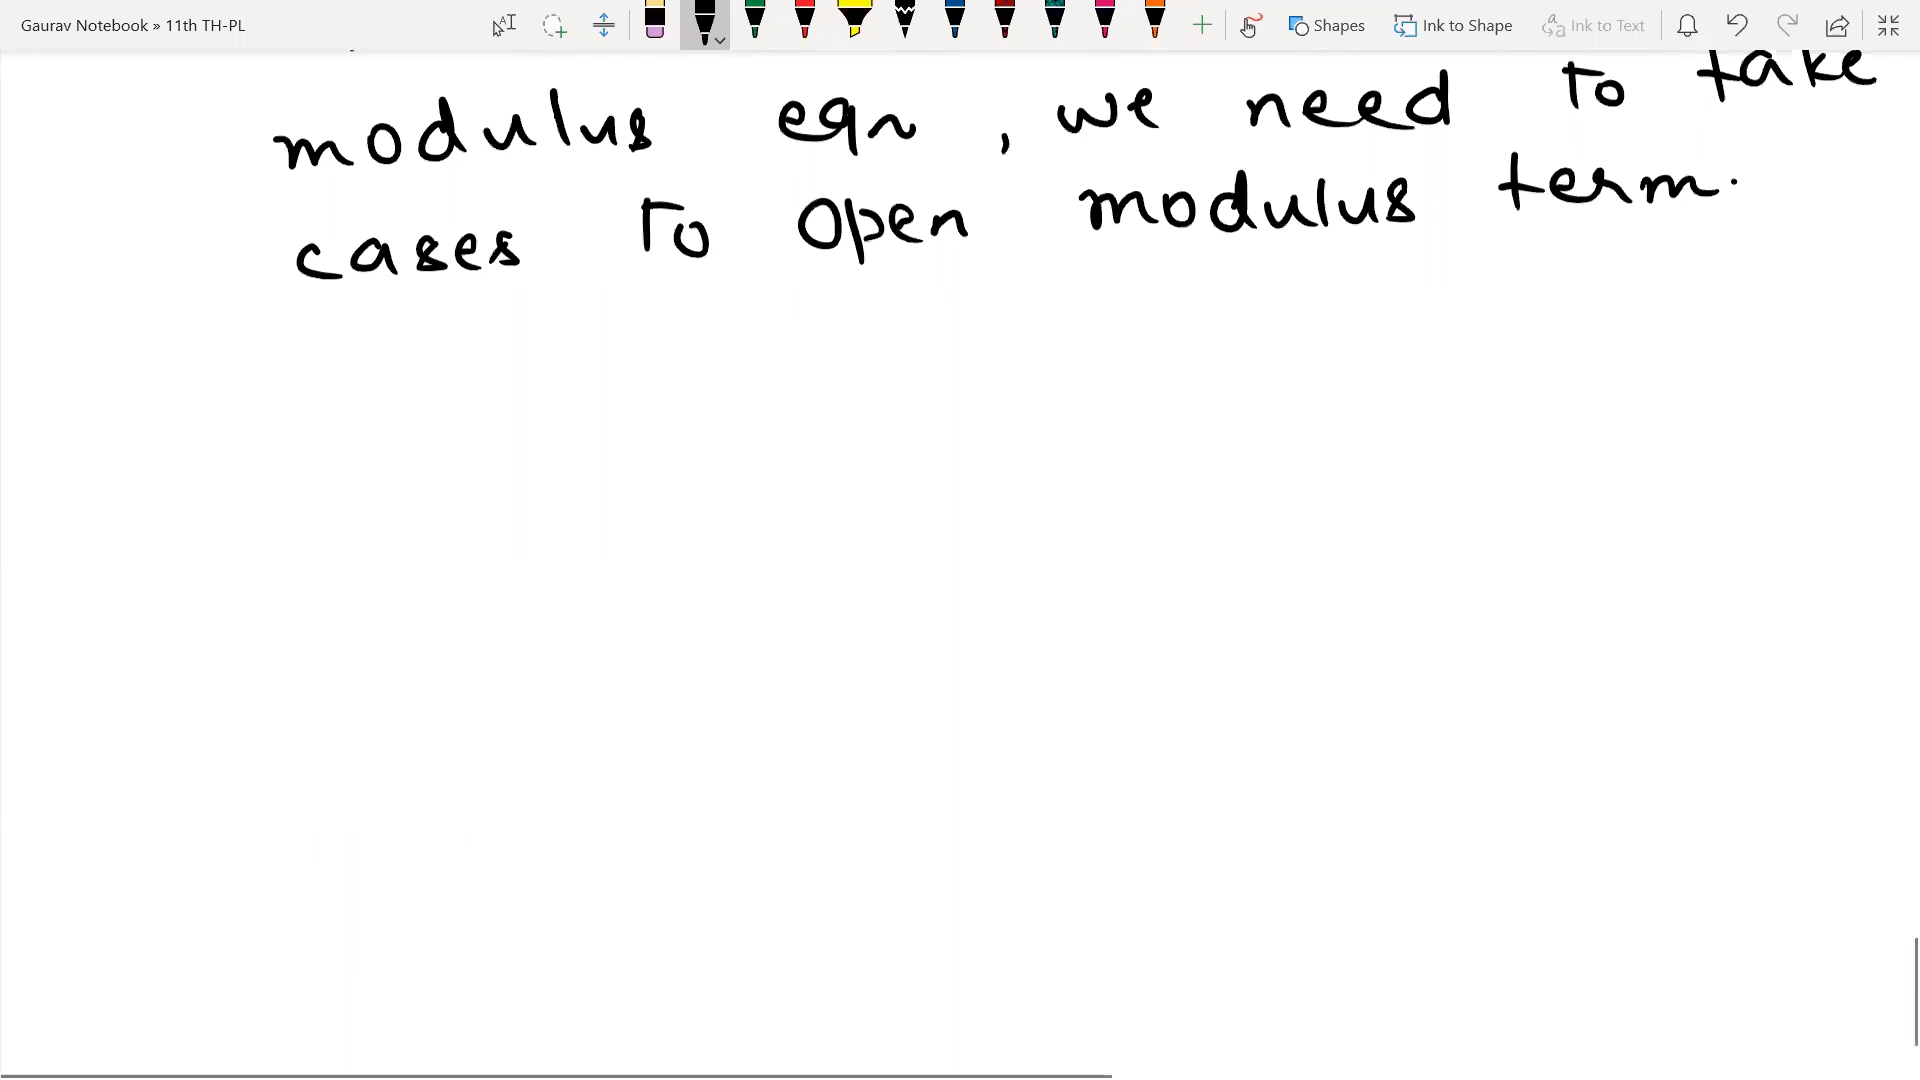 Gaurav Notebook » 11th TH-PL
Shapes
Ink to Shape
Ink to Text
modulus eqn , we need to take
cases to open modulus term.